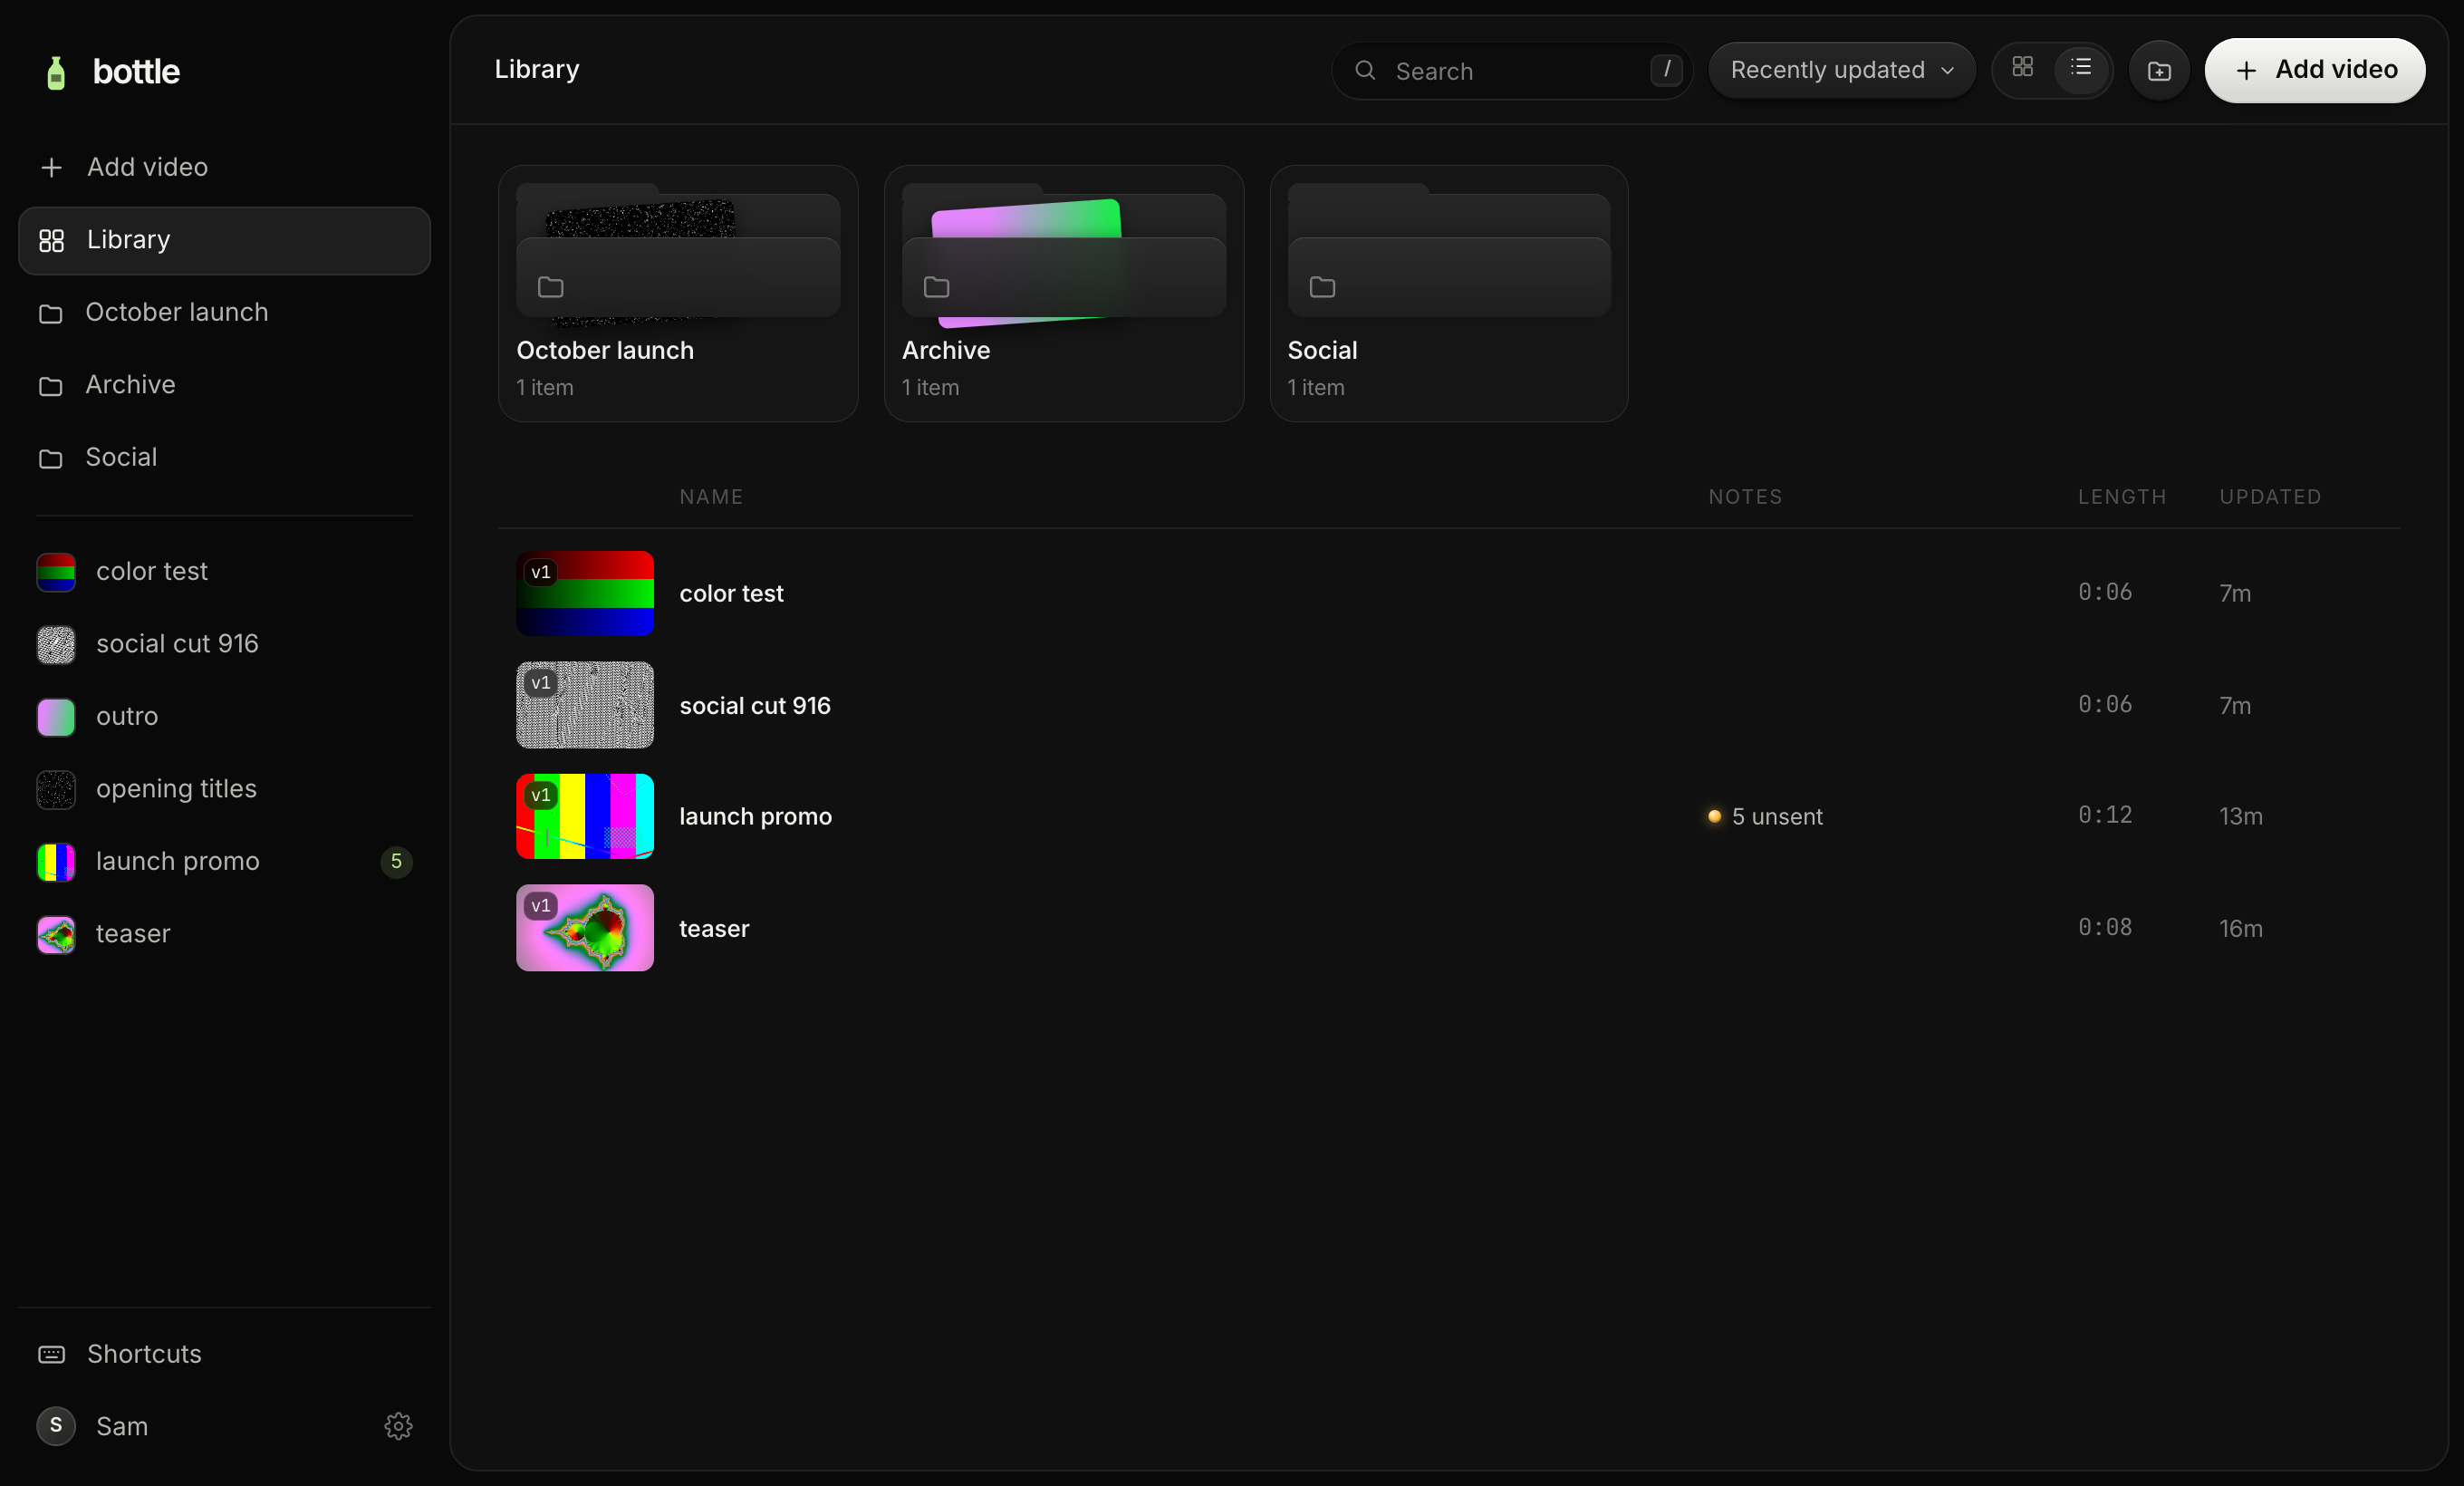 bottle
Add video
Library
October launch
Archive
Social
color test
social cut 916
outro
opening titles
launch promo 5
teaser
Shortcuts
S Sam
Library
Search /
Recently updated
Add video
October launch
1 item
Archive
1 item
Social
1 item
NAME NOTES LENGTH UPDATED
v1 color test 0:06 7m
v1 social cut 916 0:06 7m
v1 launch promo 5 unsent 0:12 13m
v1 teaser 0:08 16m